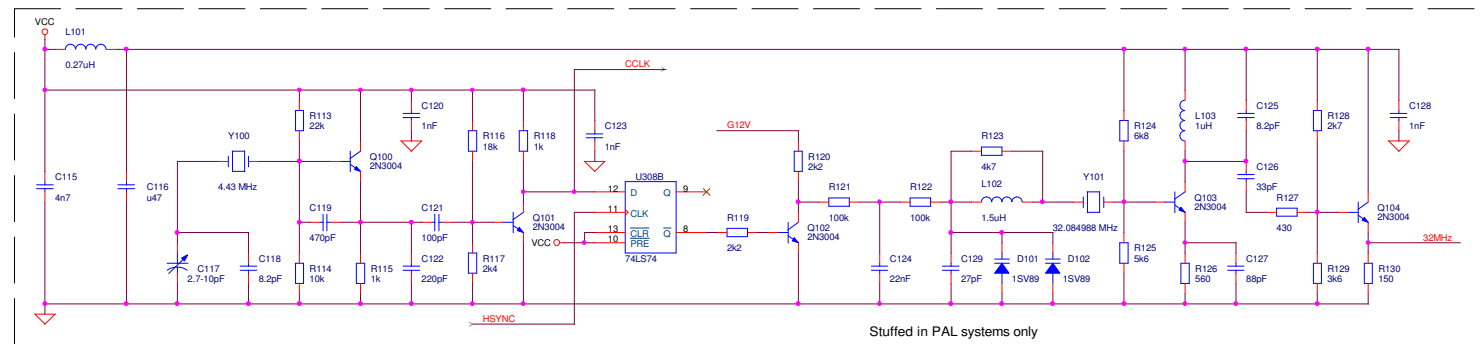 VCC
L101
0.27uH
CCLK
R113
22k
C120
1nF
R116
18k
R118
1k
C123
1nF
G12V
R120
2k2
R123
4k7
R124
6k8
L103
1uH
C125
8.2pF
R128
2k7
C128
1nF
Y100
4.43 MHz
Q100
2N3004
C115
4n7
C116
u47
C119
470pF
C121
100pF
Q101
2N3004
U308B
12
D
Q
9
11
CLK
13
CLR
Q
8
10
PRE
VCC
74LS74
R119
2k2
Q102
2N3004
R121
100k
R122
100k
L102
1.5uH
Y101
32.084988 MHz
Q103
2N3004
C126
33pF
R127
430
Q104
2N3004
32MHz
C117
2.7-10pF
C118
8.2pF
R114
10k
R115
1k
C122
220pF
R117
2k4
C124
22nF
C129
27pF
D101
1SV89
D102
1SV89
R125
5k6
R126
560
C127
88pF
R129
3k6
R130
150
HSYNC
Stuffed in PAL systems only